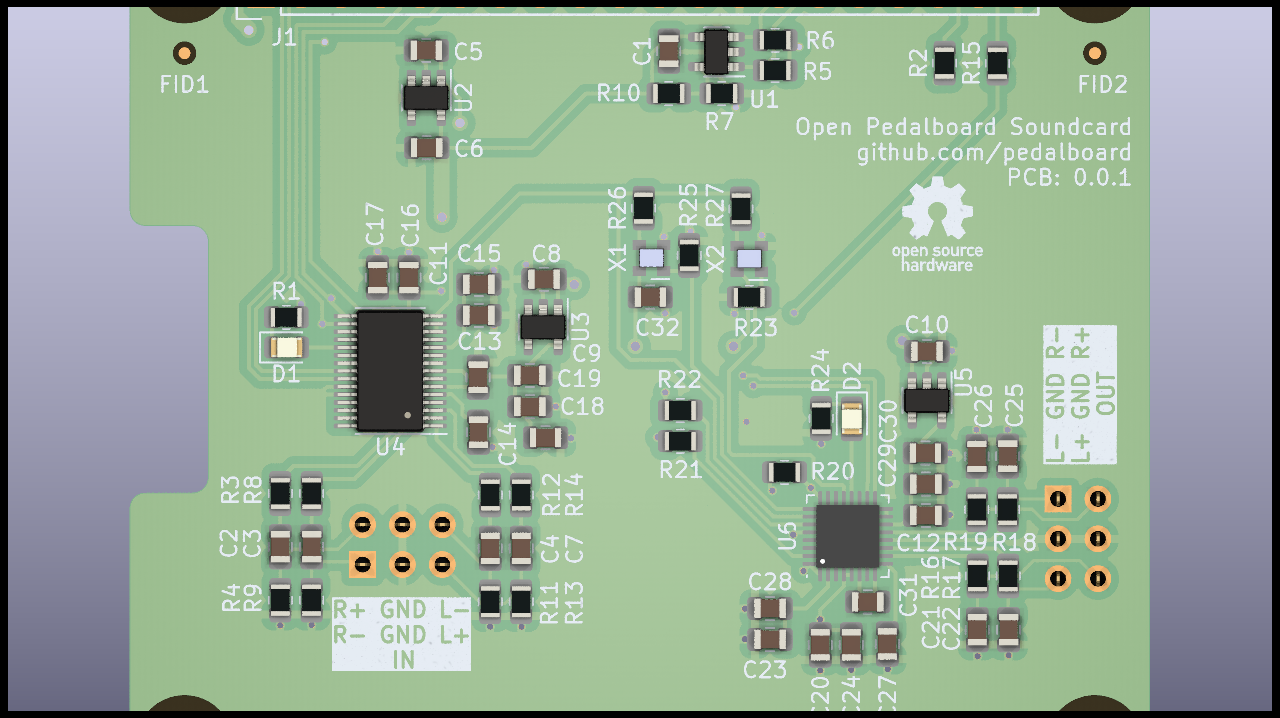 J1
C5
C1
R6
R5
R2
R15
FID1
FID2
U2
R10
U1
R7
C6
Open Pedalboard Soundcard
github.com/pedalboard
PCB: 0.0.1
open source
hardware
C17
C16
C11
C15
C8
R26
R25
R27
X1
X2
R1
D1
C13
U3
C9
C32
R23
C10
C19
C18
C14
U4
R22
R21
R24
D2
U5
C26
C25
C30
C29
R20
L- GND R-
L+ GND R+
OUT
R3
R8
R12
R14
C2
C3
C4
C7
U6
C12
R19
R18
R4
R9
R11
R13
R16
R17
C28
C31
C21
C22
C23
C20
C24
C27
R+ GND L-
R- GND L+
IN